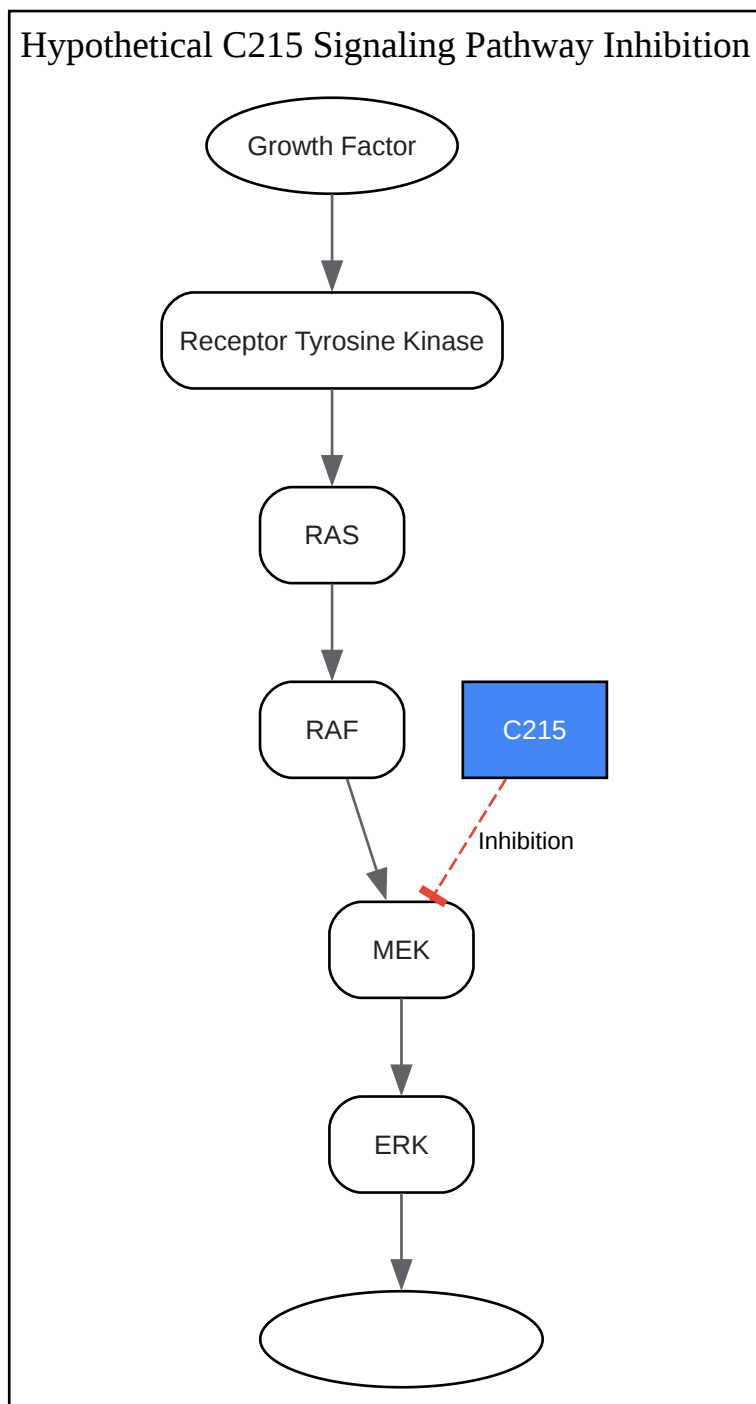 Hypothetical C215 Signaling Pathway Inhibition
Growth Factor
Receptor Tyrosine Kinase
RAS
RAF
C215
Inhibition
MEK
ERK